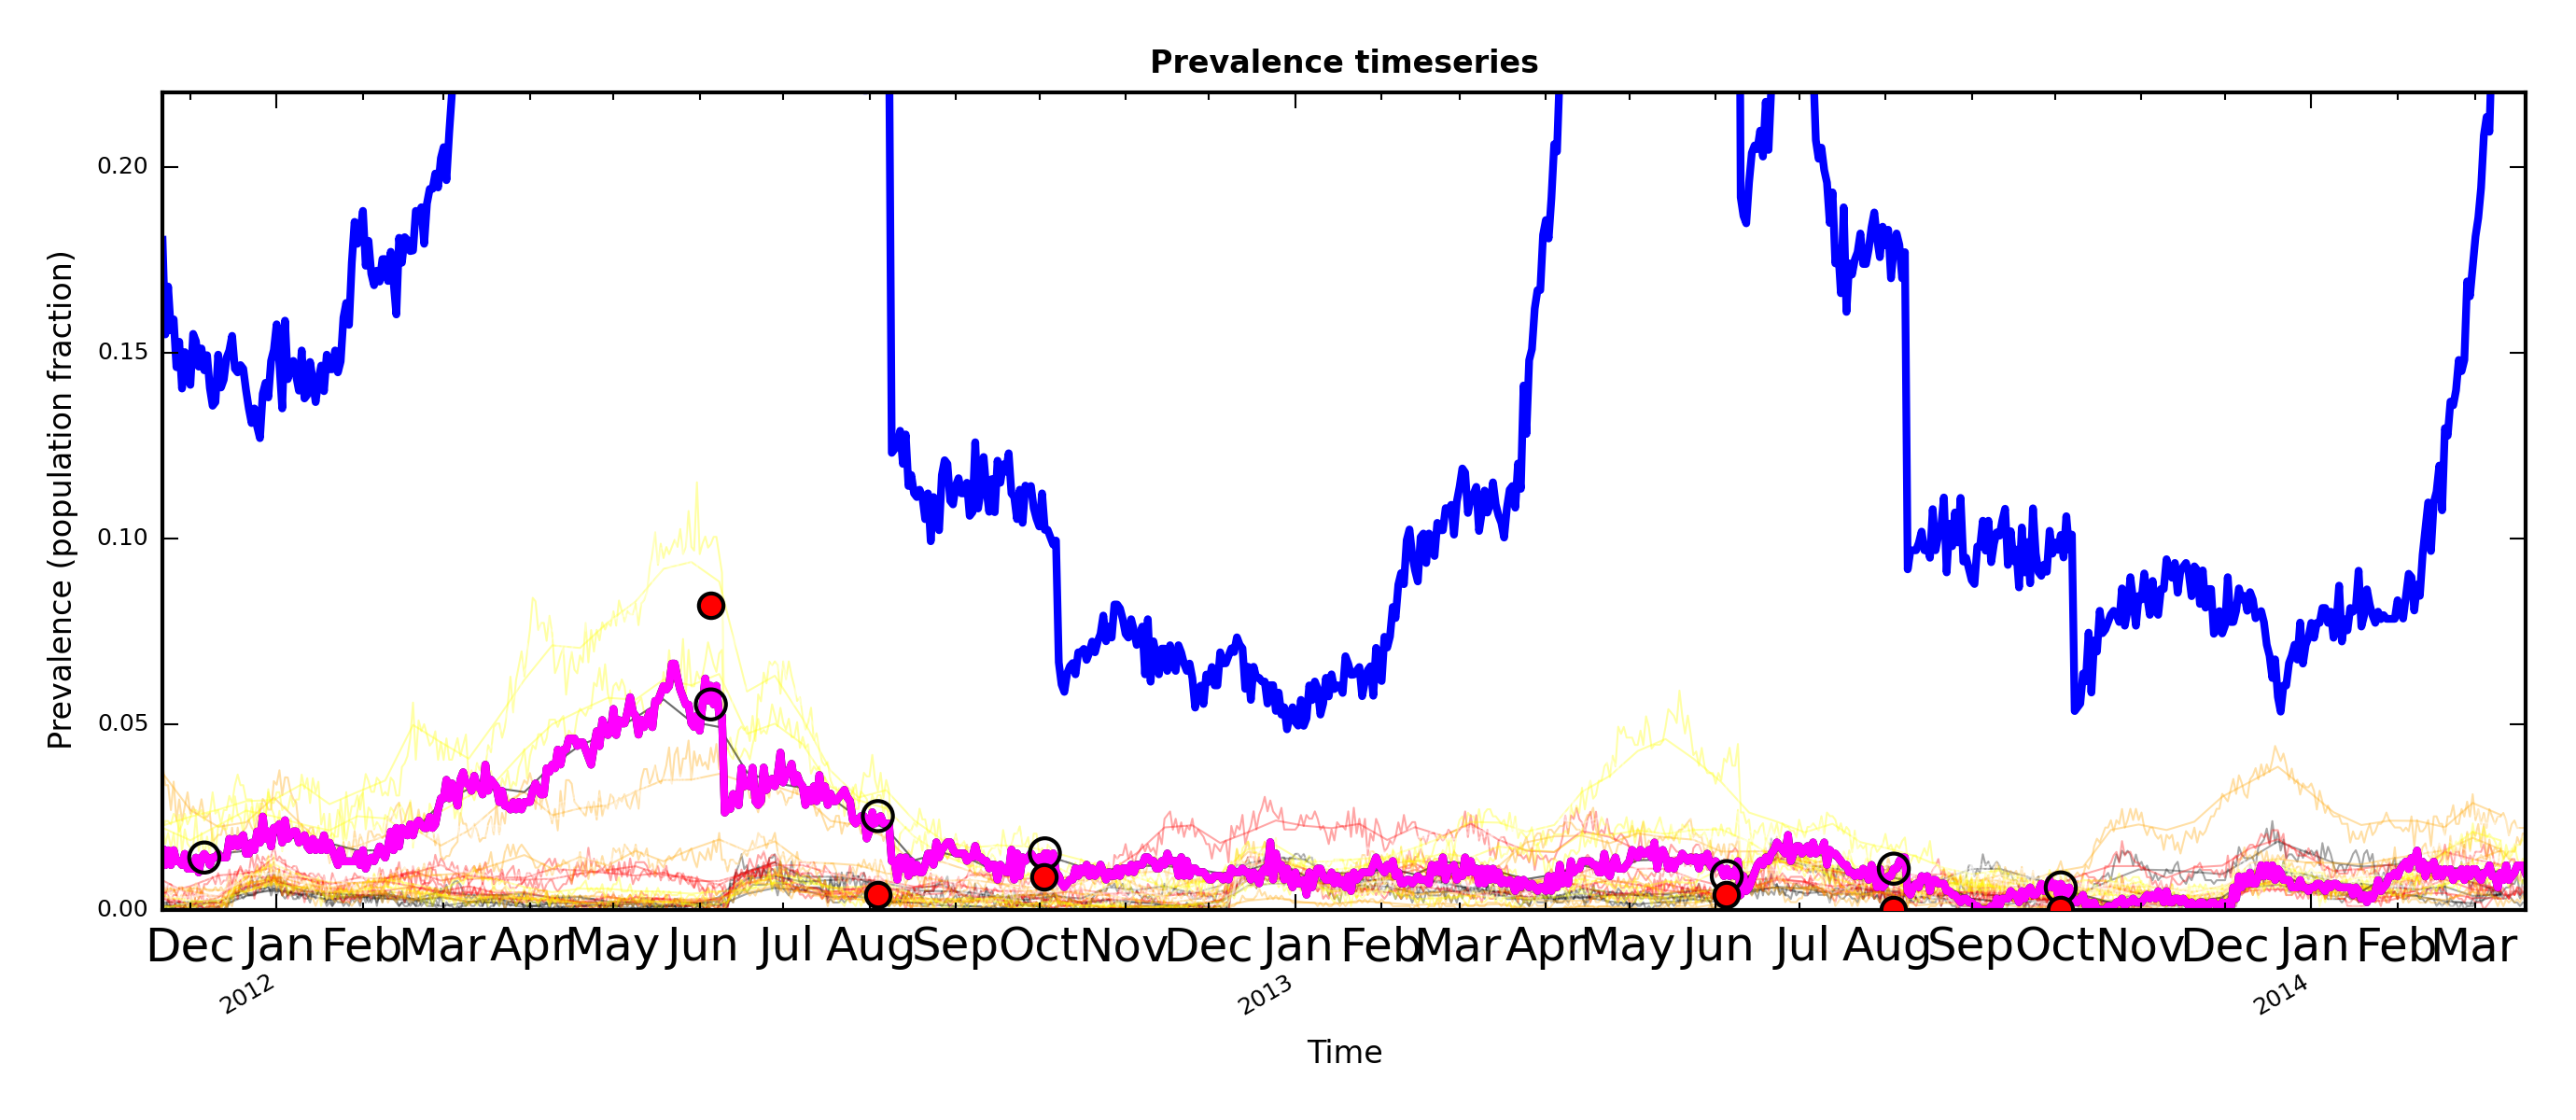 Prevalence timeseries
Prevalence (population fraction)
0.20
0.15
0.10
0.05
0.00
Dec Jan Feb Mar Apr May Jun Jul Aug Sep Oct Nov Dec Jan Feb Mar Apr May Jun Jul Aug Sep Oct Nov Dec Jan Feb Mar
2012 2013 2014
Time